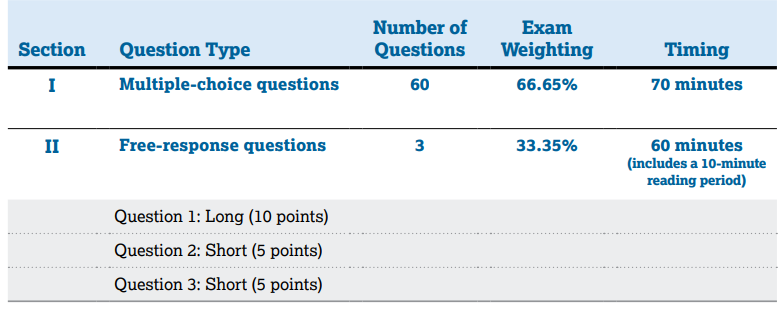 Section Question Type Number of Questions Exam Weighting Timing
I Multiple-choice questions 60 66.65% 70 minutes
II Free-response questions 3 33.35% 60 minutes
(includes a 10-minute
reading period)
Question 1: Long (10 points)
Question 2: Short (5 points)
Question 3: Short (5 points)